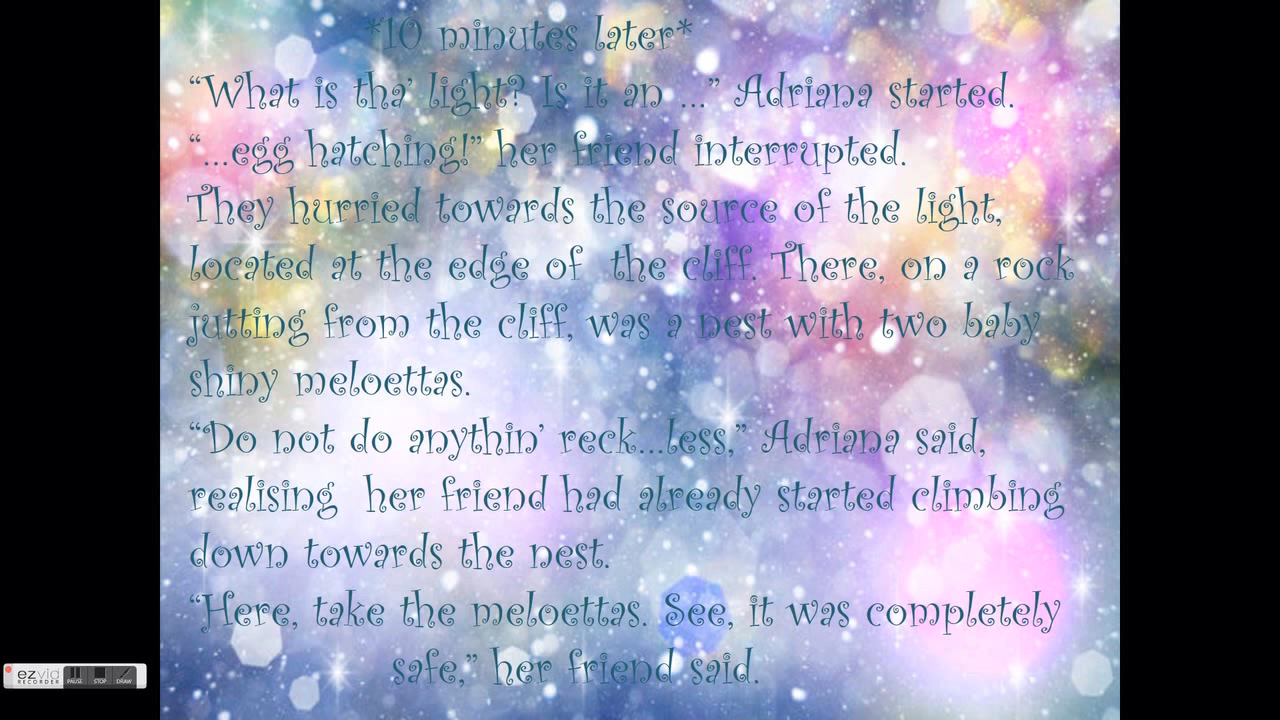 *10 minutes later*
“What is tha’ light? Is it an ...” Adriana started.
“...egg hatching!” her friend interrupted.
They hurried towards the source of the light,
located at the edge of  the cliff. There, on a rock
jutting from the cliff, was a nest with two baby
shiny meloettas.
“Do not do anythin’ reck...less,” Adriana said,
realising  her friend had already started climbing
down towards the nest.
“Here, take the meloettas. See, it was completely
safe,” her friend said.
ezvid
RECORDER
PAUSE STOP DRAW